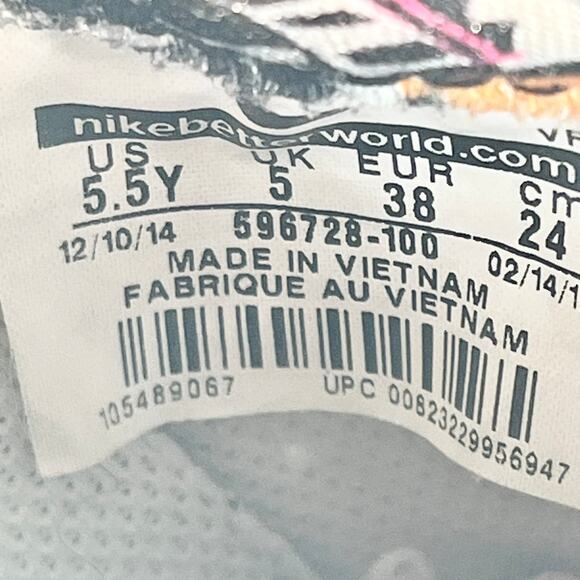 nikebetterworld.com
US UK EUR cm
5.5Y 5 38 24
12/10/14 596728-100 02/14/1
MADE IN VIETNAM
FABRIQUE AU VIETNAM
105489067 UPC 00823229956947